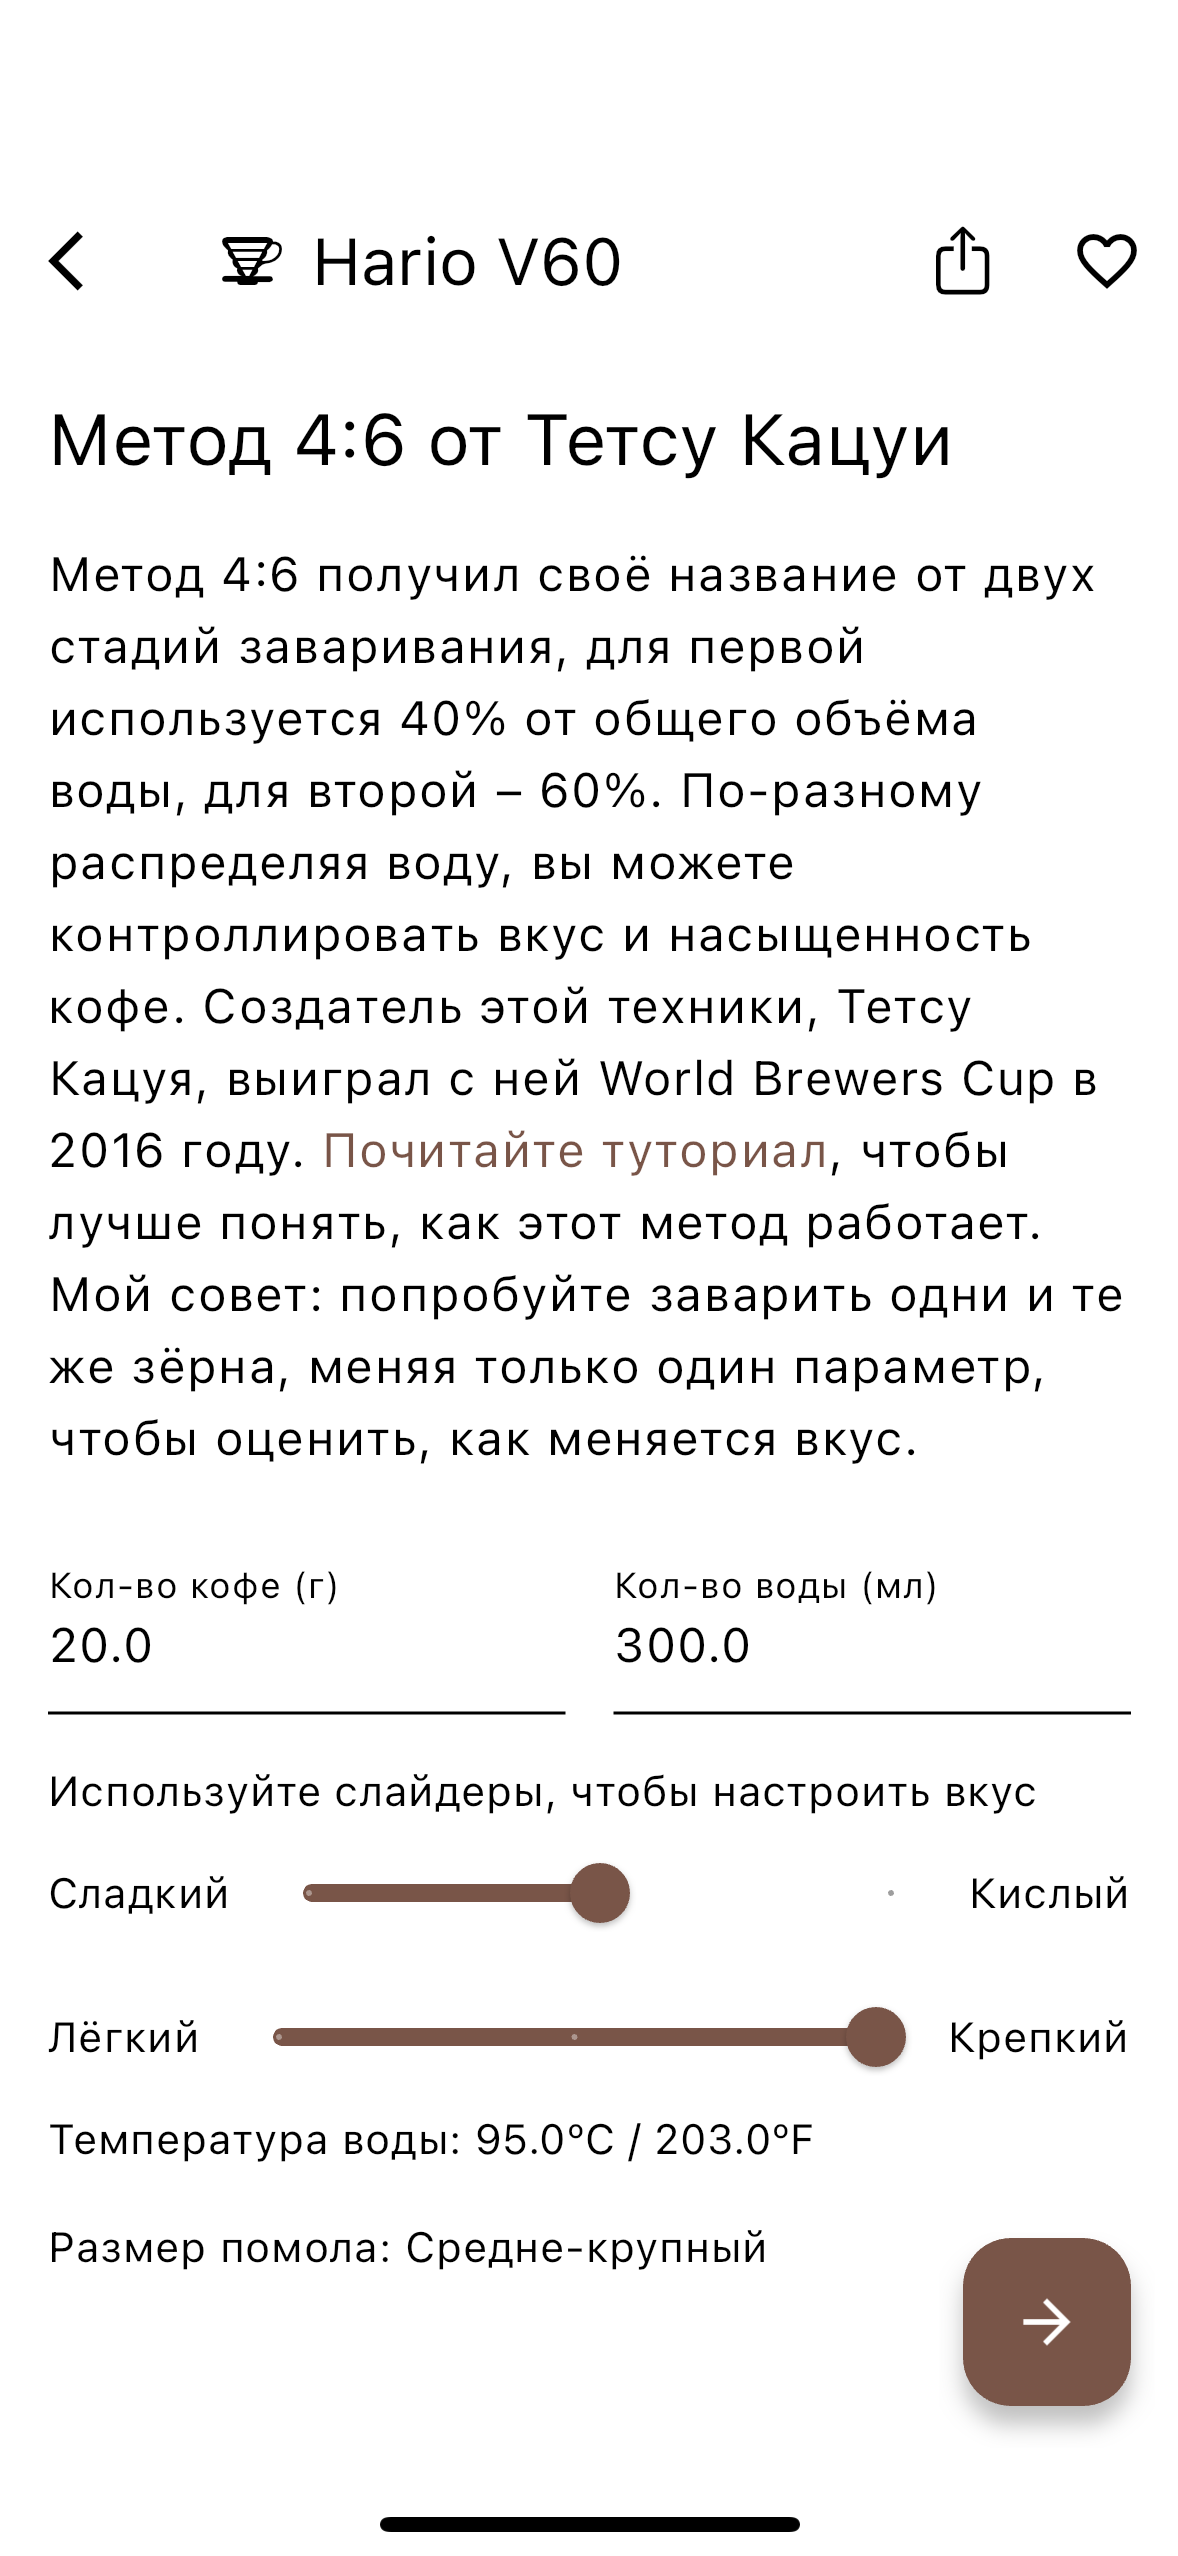 Hario V60
Метод 4:6 от Тетсу Кацуи
Метод 4:6 получил своё название от двух
стадий заваривания, для первой
используется 40% от общего объёма
воды, для второй – 60%. По-разному
распределяя воду, вы можете
контроллировать вкус и насыщенность
кофе. Создатель этой техники, Тетсу
Кацуя, выиграл с ней World Brewers Cup в
2016 году. Почитайте туториал, чтобы
лучше понять, как этот метод работает.
Мой совет: попробуйте заварить одни и те
же зёрна, меняя только один параметр,
чтобы оценить, как меняется вкус.
Кол-во кофе (г) Кол-во воды (мл)
20.0 300.0
Используйте слайдеры, чтобы настроить вкус
Сладкий Кислый
Лёгкий Крепкий
Температура воды: 95.0ºC / 203.0ºF
Размер помола: Средне-крупный